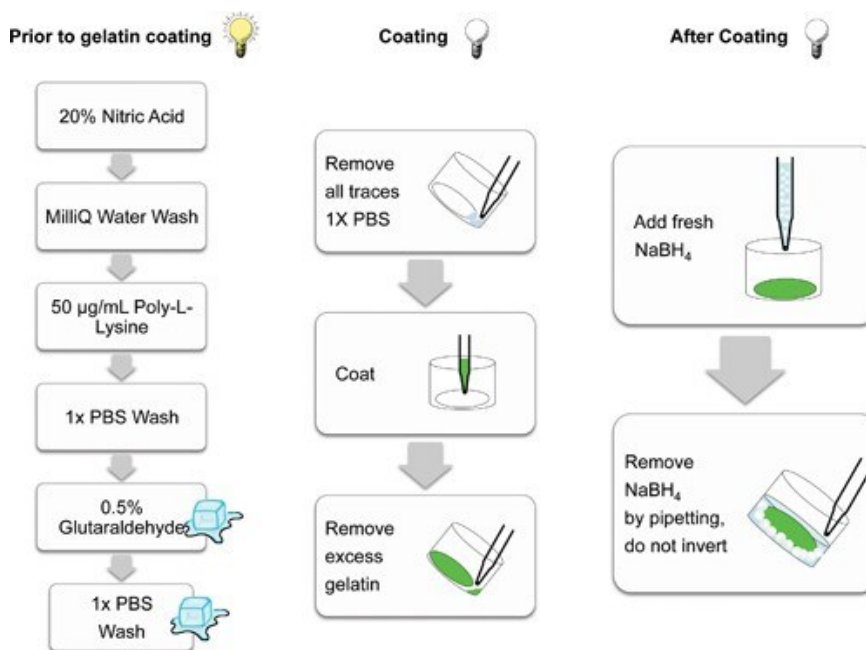 Prior to gelatin coating
20% Nitric Acid
MilliQ Water Wash
50 µg/mL Poly-L-
Lysine
1x PBS Wash
0.5%
Glutaraldehyde
1x PBS
Wash
Coating
Remove
all traces
1X PBS
Coat
Remove
excess
gelatin
After Coating
Add fresh
NaBH₄
Remove
NaBH₄
by pipetting,
do not invert